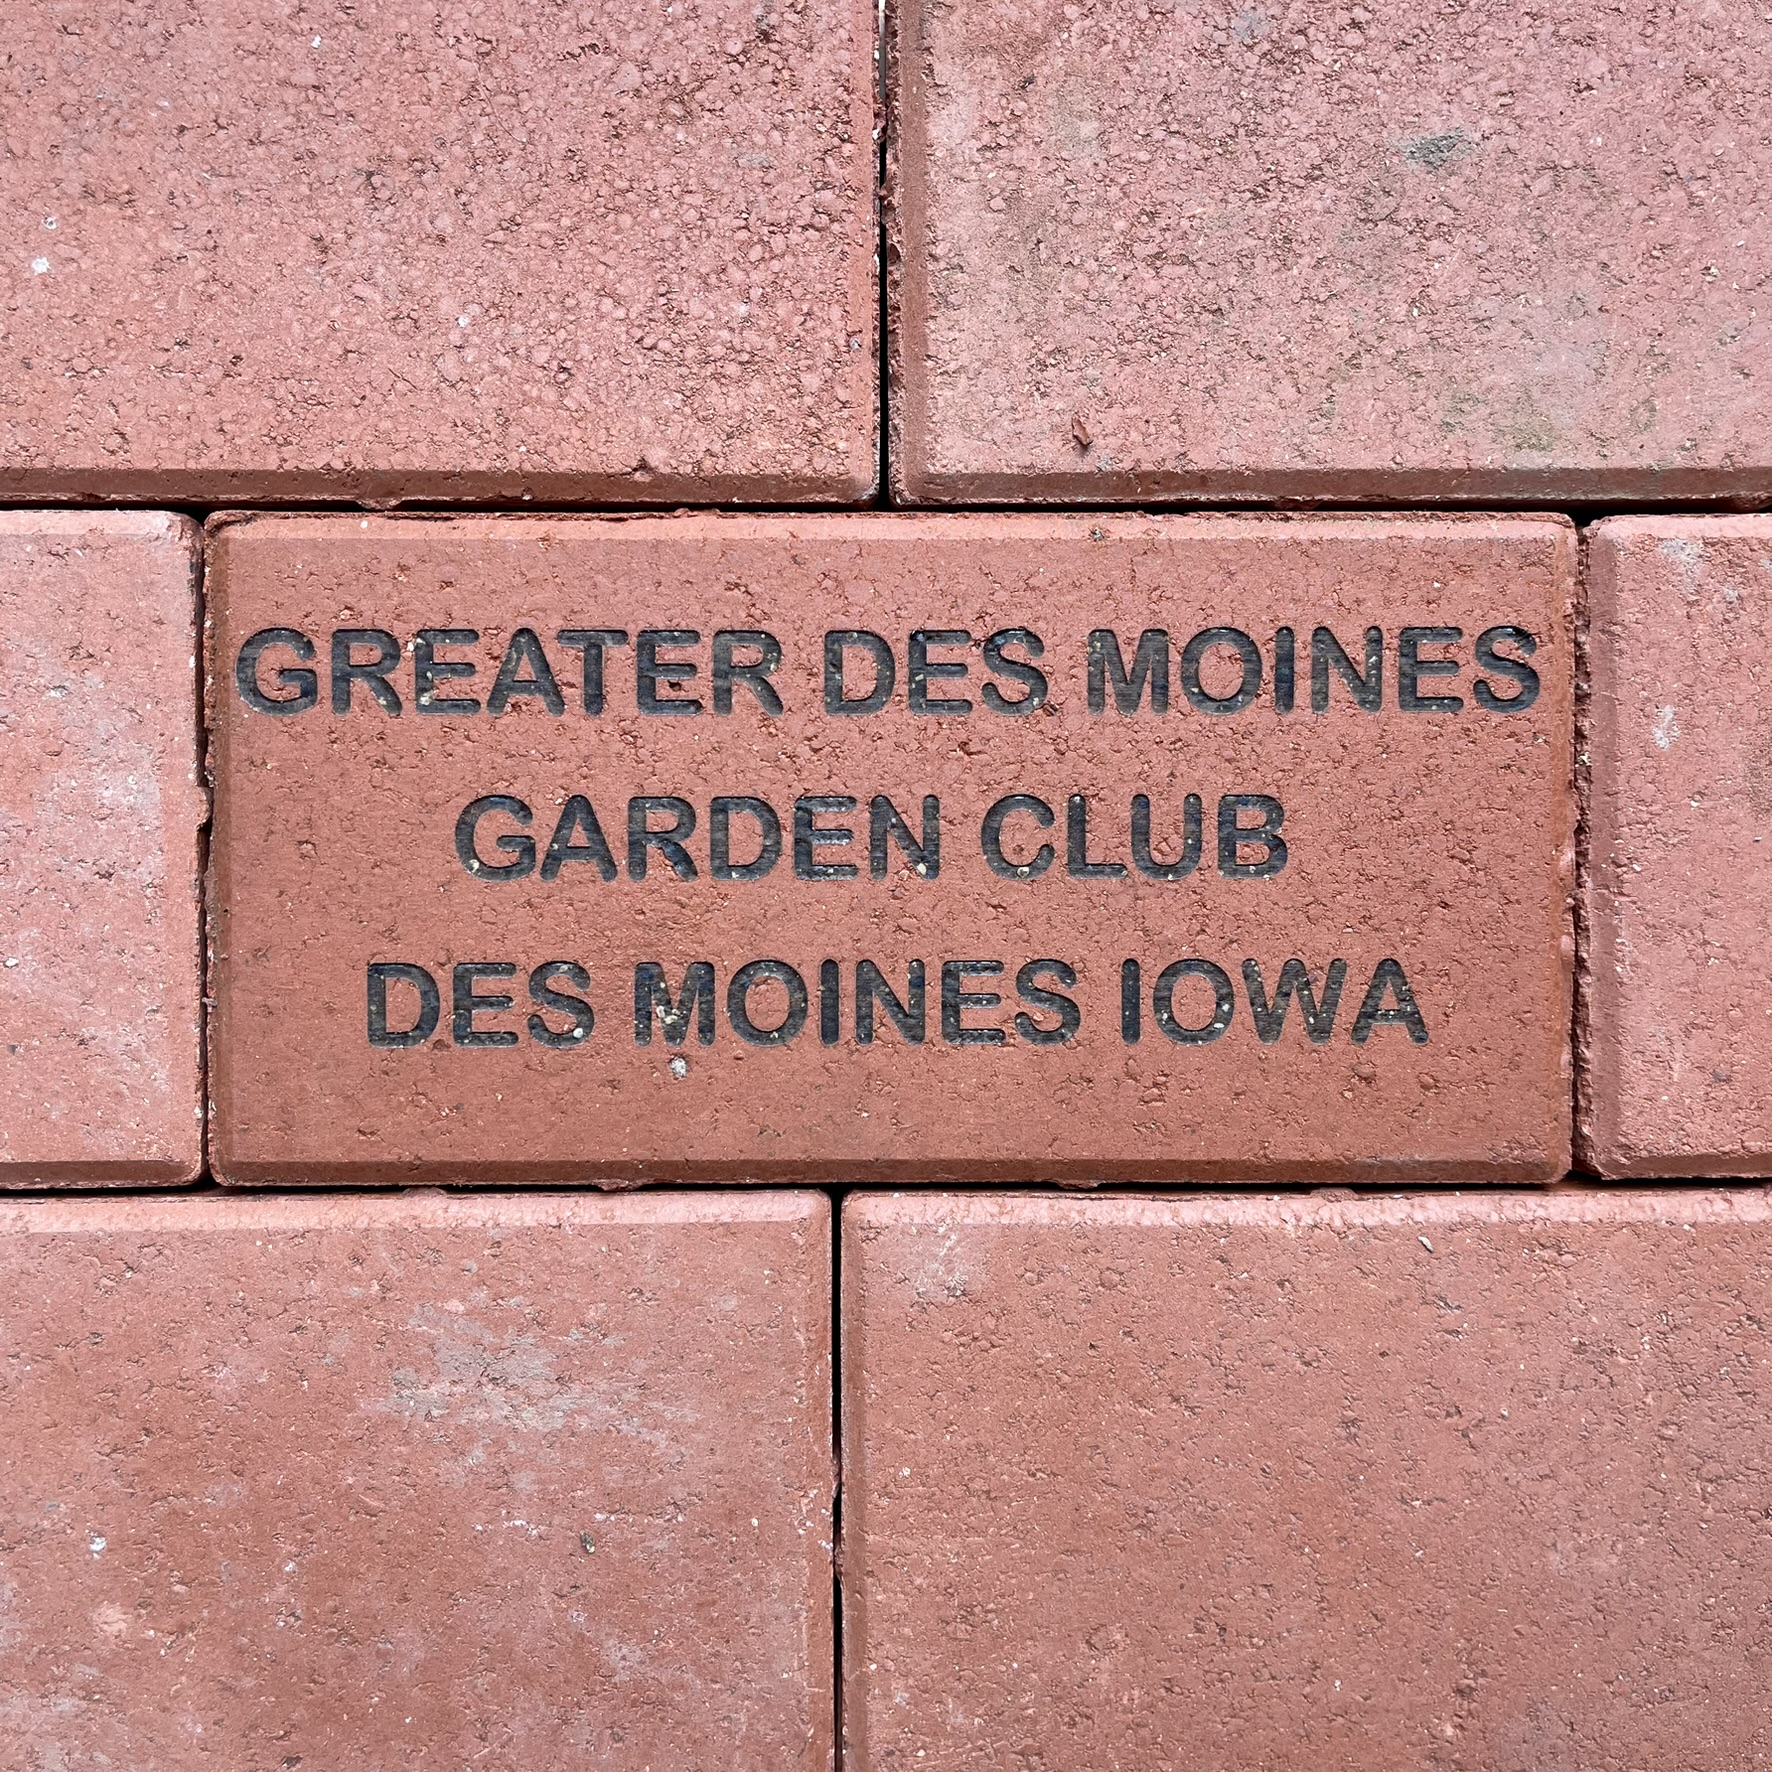 GREATER DES MOINES
GARDEN CLUB
DES MOINES IOWA